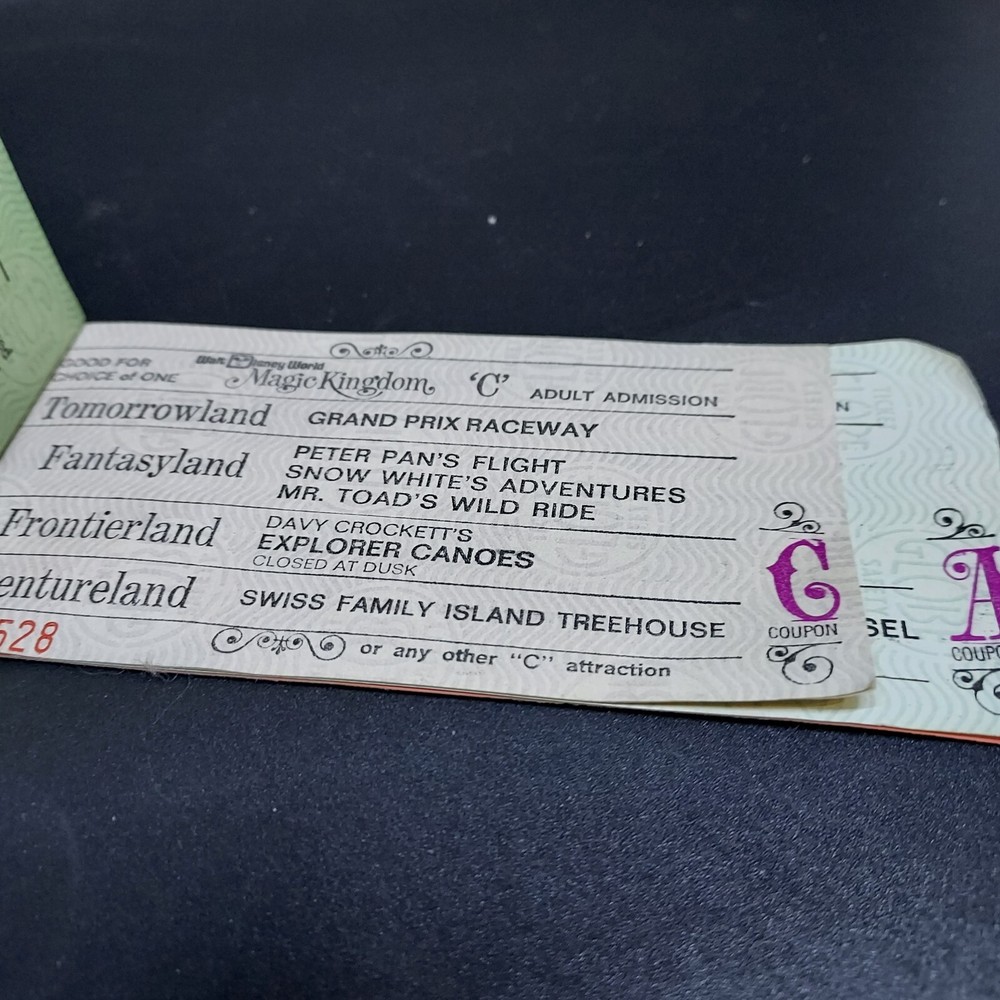 GOOD FOR
CHOICE of ONE
Walt Disney World
Magic Kingdom
'C' ADULT ADMISSION
Tomorrowland GRAND PRIX RACEWAY
Fantasyland PETER PAN'S FLIGHT
SNOW WHITE'S ADVENTURES
MR. TOAD'S WILD RIDE
Frontierland DAVY CROCKETT'S
EXPLORER CANOES
CLOSED AT DUSK
entureland SWISS FAMILY ISLAND TREEHOUSE
528
or any other "C" attraction
C
COUPON
N
SEL
A
COUPO